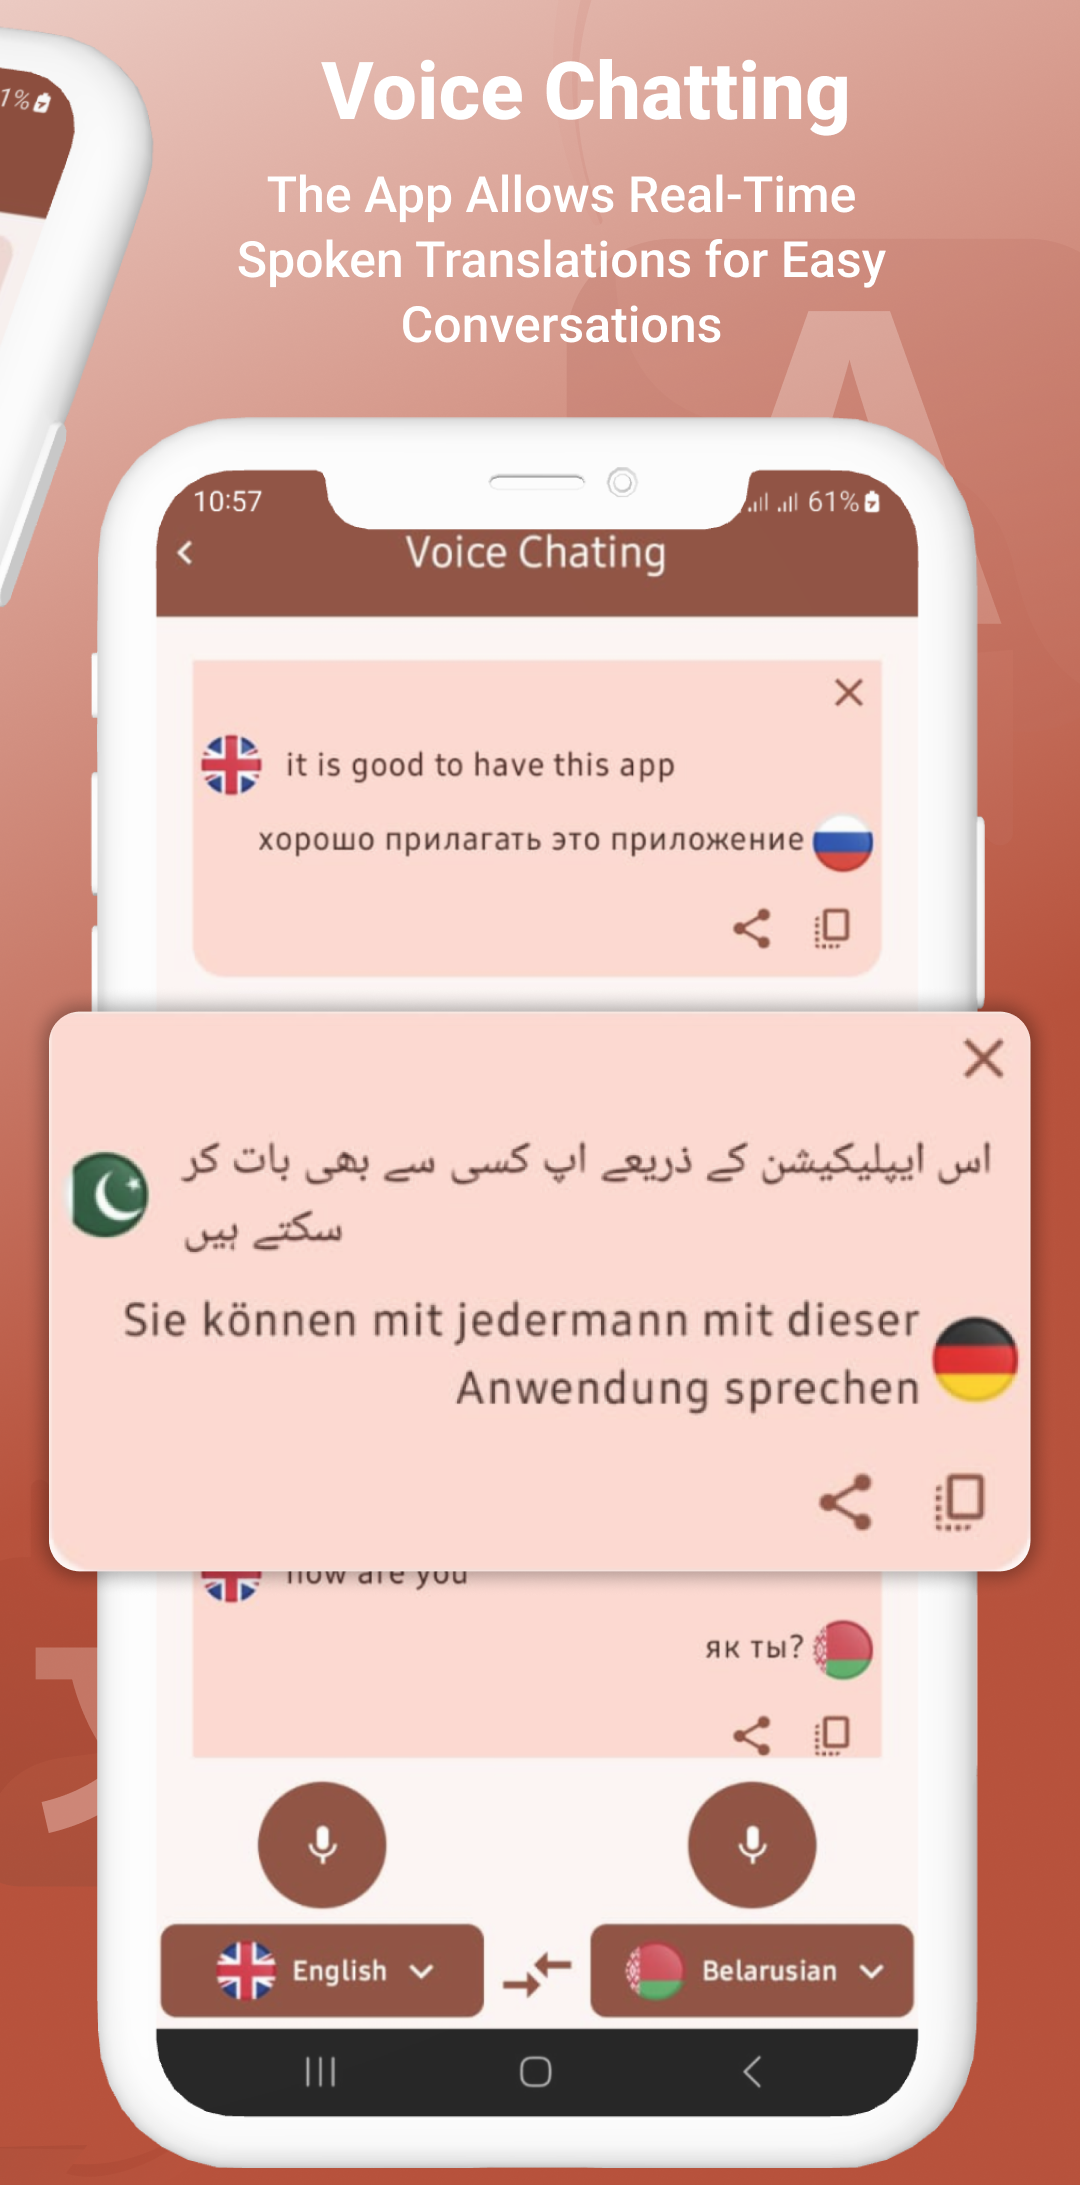 1%
Voice Chatting
The App Allows Real-Time
Spoken Translations for Easy
Conversations
10:57
61%
Voice Chating
it is good to have this app
хорошо прилагать это приложение
اس ایپلیکیشن کے ذریعے اپ کسی سے بھی بات کر
سکتے ہیں
Sie können mit jedermann mit dieser
Anwendung sprechen
how are you
як ты?
English
Belarusian
A